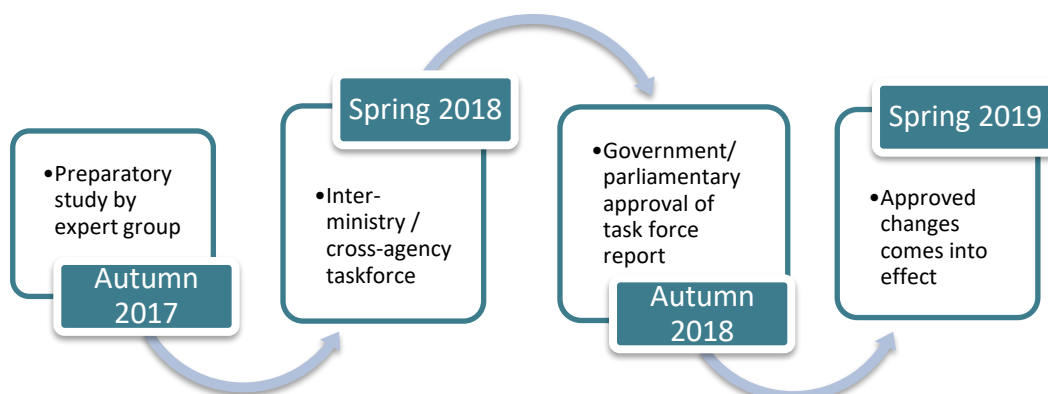 •Preparatory
study by
expert group
Autumn
2017
Spring 2018
•Inter-
ministry /
cross-agency
taskforce
•Government/
parliamentary
approval of
task force
report
Autumn
2018
Spring 2019
•Approved
changes
comes into
effect